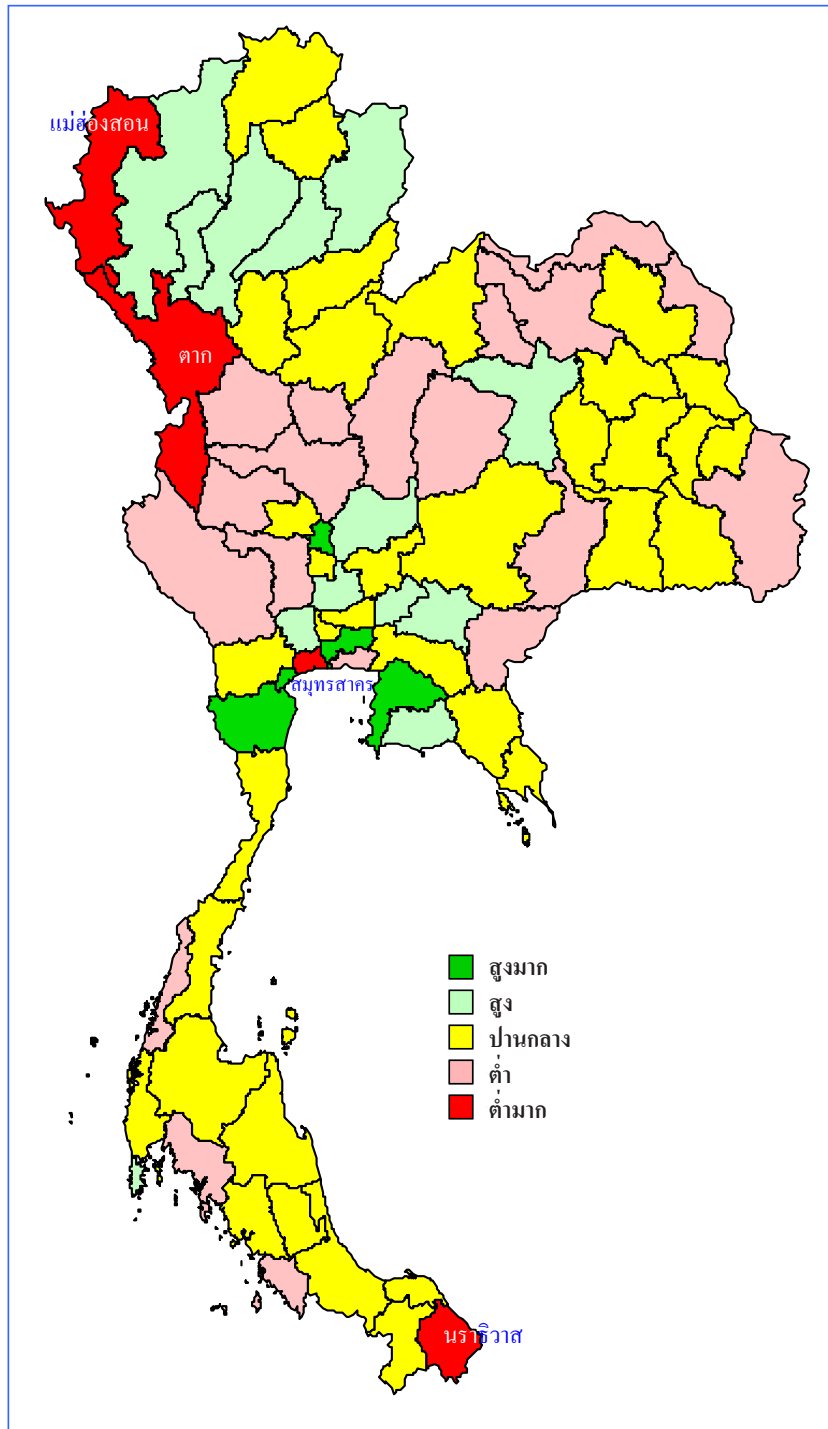 แม่ฮ่องสอน
ตาก
สมุทรสาคร
สูงมาก
สูง
ปานกลาง
ต่ำ
ต่ำมาก
นราธิวาส